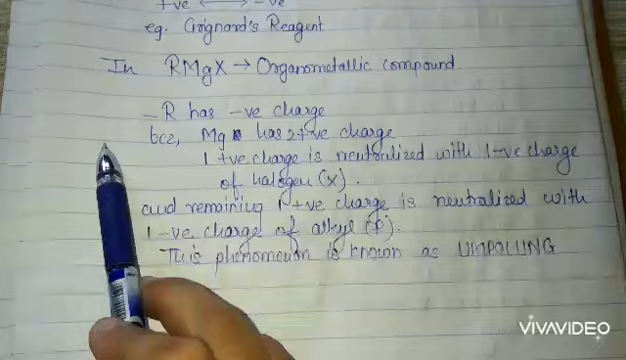 +ve ⟷ -ve
eg. Grignard's Reagent
In RMgX → Organometallic compound.
-R has -ve charge
bcz, Mg has 2+ve charge
1 +ve charge is neutralized with 1-ve charge
of halogen (X).
and remaining 1 +ve charge is neutralized with
1-ve charge of alkyl (R).
This phenomenon is known as UMPOLUNG
VIVAVIDEO